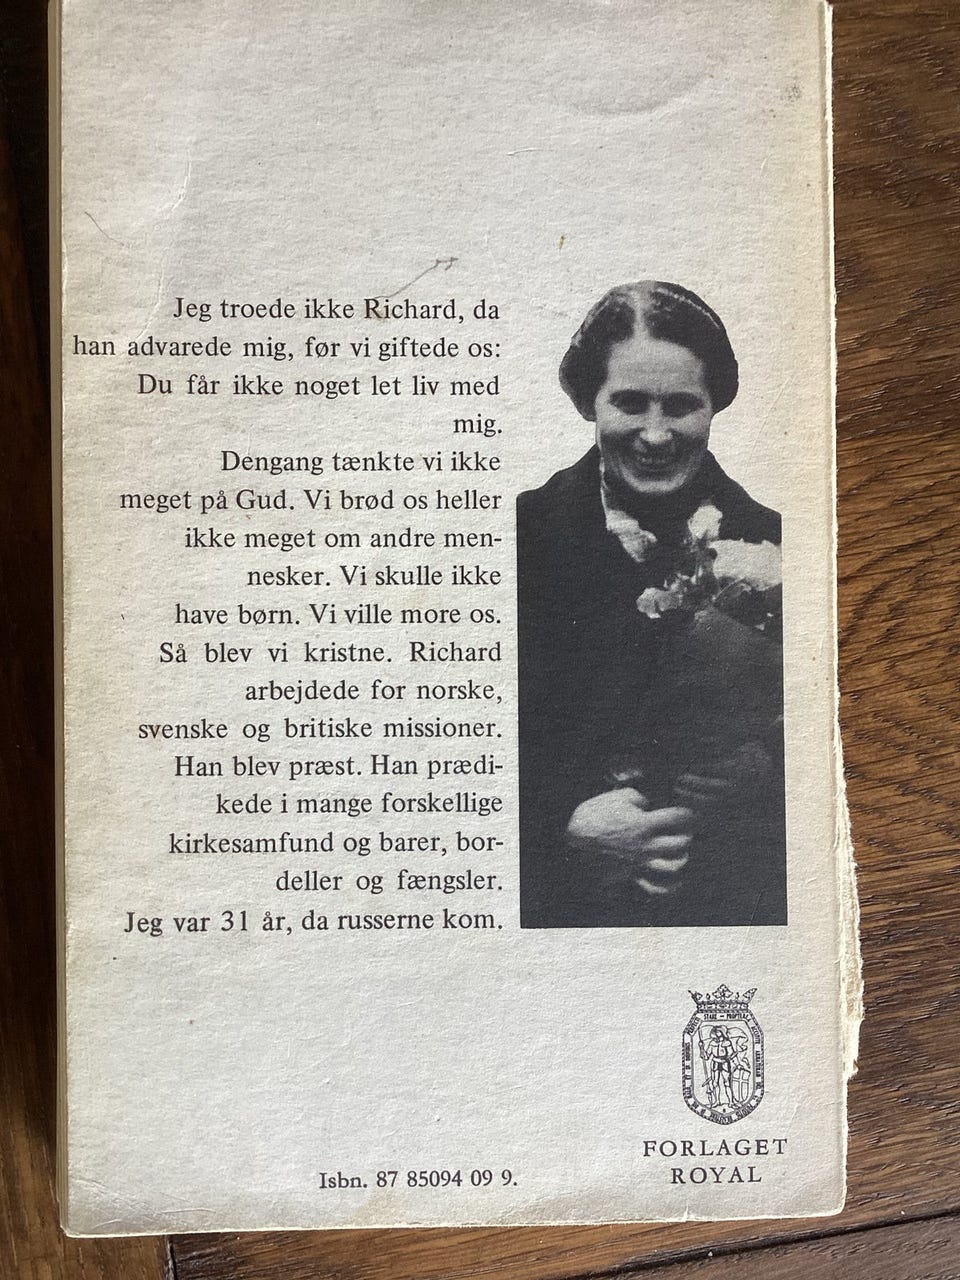 Jeg troede ikke Richard, da
han advarede mig, før vi giftede os:
Du får ikke noget let liv med
mig.
Dengang tænkte vi ikke
meget på Gud. Vi brød os heller
ikke meget om andre men-
nesker. Vi skulle ikke
have børn. Vi ville more os.
Så blev vi kristne. Richard
arbejdede for norske,
svenske og britiske missioner.
Han blev præst. Han prædi-
kede i mange forskellige
kirkesamfund og barer, bor-
deller og fængsler.
Jeg var 31 år, da russerne kom.
STARE – PROPTER
FORLAGET
ROYAL
Isbn. 87 85094 09 9.